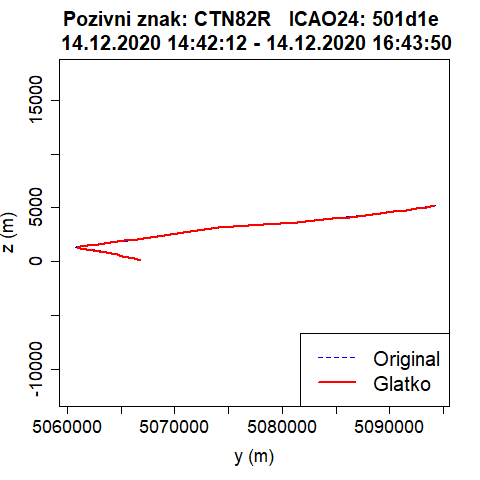 Pozivni znak: CTN82R   ICAO24: 501d1e
14.12.2020 14:42:12 - 14.12.2020 16:43:50
z (m)
15000
5000
0
-10000
Original
Glatko
5060000 5070000 5080000 5090000
y (m)